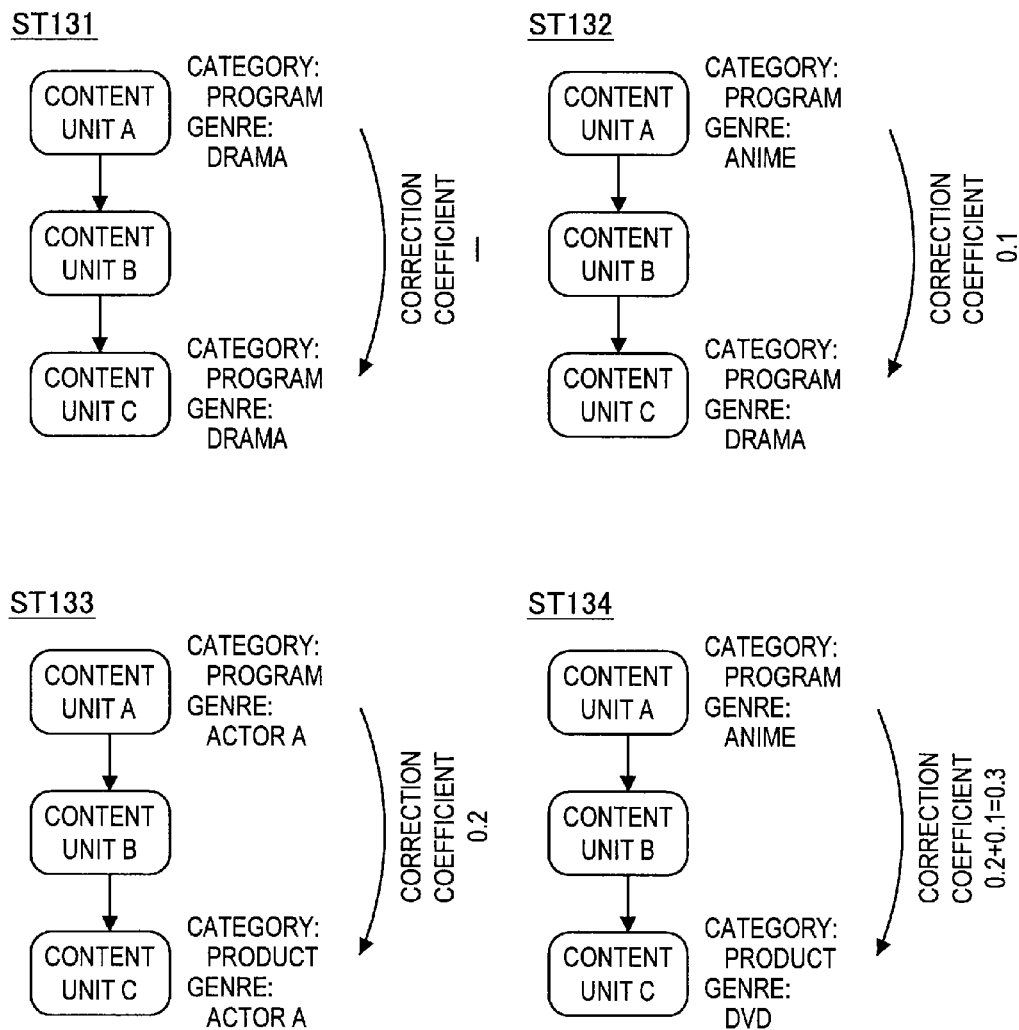 ST131
CONTENT
UNIT A
CATEGORY:
PROGRAM
GENRE:
DRAMA
CONTENT
UNIT B
CONTENT
UNIT C
CATEGORY:
PROGRAM
GENRE:
DRAMA
CORRECTION
COEFFICIENT
—
ST132
CONTENT
UNIT A
CATEGORY:
PROGRAM
GENRE:
ANIME
CONTENT
UNIT B
CONTENT
UNIT C
CATEGORY:
PROGRAM
GENRE:
DRAMA
CORRECTION
COEFFICIENT
0.1
ST133
CONTENT
UNIT A
CATEGORY:
PROGRAM
GENRE:
ACTOR A
CONTENT
UNIT B
CONTENT
UNIT C
CATEGORY:
PRODUCT
GENRE:
ACTOR A
CORRECTION
COEFFICIENT
0.2
ST134
CONTENT
UNIT A
CATEGORY:
PROGRAM
GENRE:
ANIME
CONTENT
UNIT B
CONTENT
UNIT C
CATEGORY:
PRODUCT
GENRE:
DVD
CORRECTION
COEFFICIENT
0.2+0.1=0.3